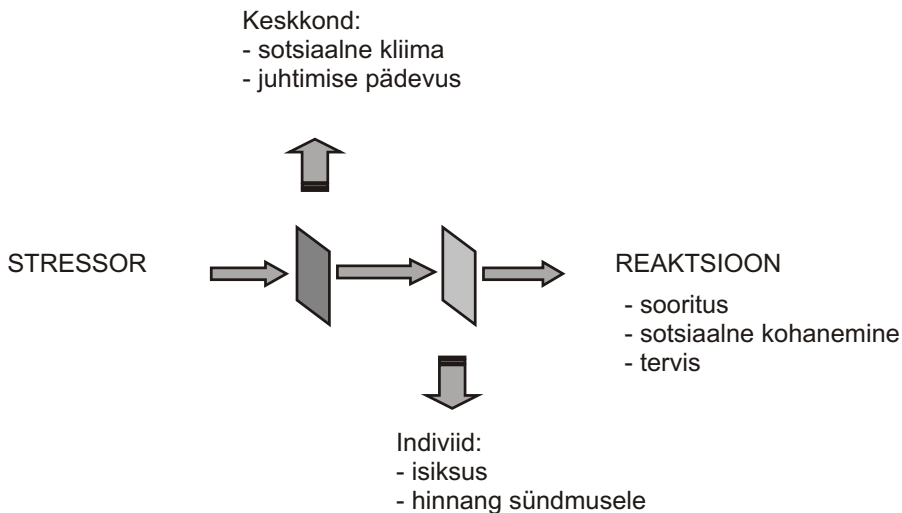 Keskkond:
- sotsiaalne kliima
- juhtimise pädevus
STRESSOR
REAKTSIOON
- sooritus
- sotsiaalne kohanemine
- tervis
Indiviid:
- isiksus
- hinnang sündmusele